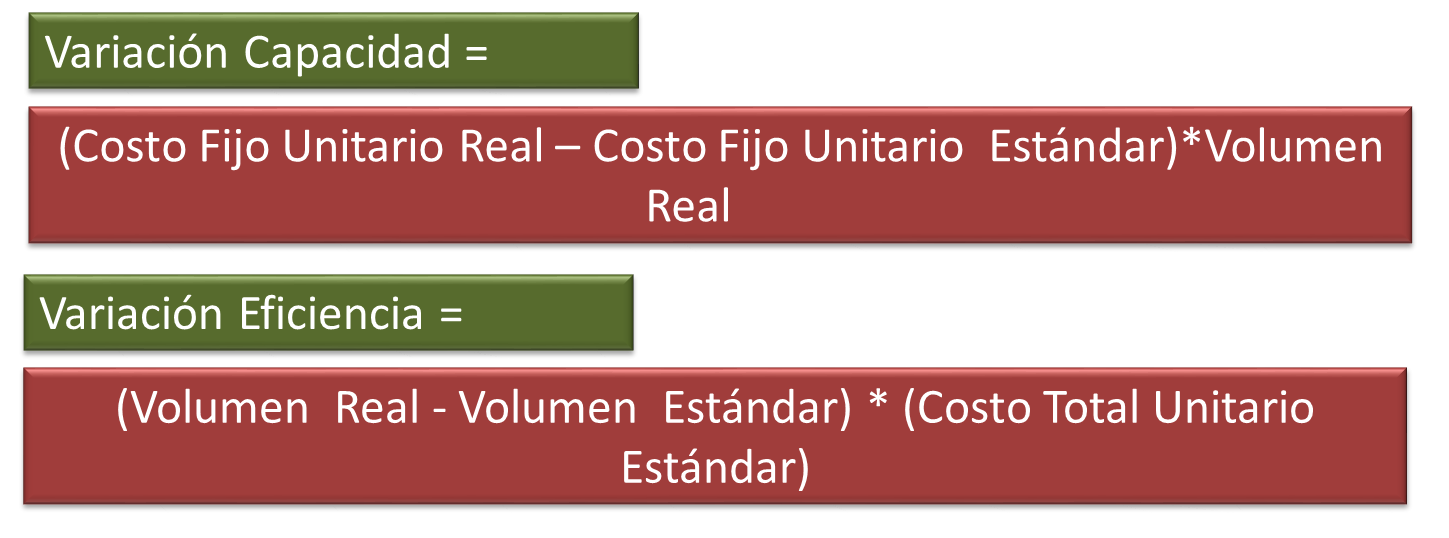 Variación Capacidad =
(Costo Fijo Unitario Real – Costo Fijo Unitario Estándar)*Volumen
Real
Variación Eficiencia =
(Volumen Real - Volumen Estándar) * (Costo Total Unitario
Estándar)